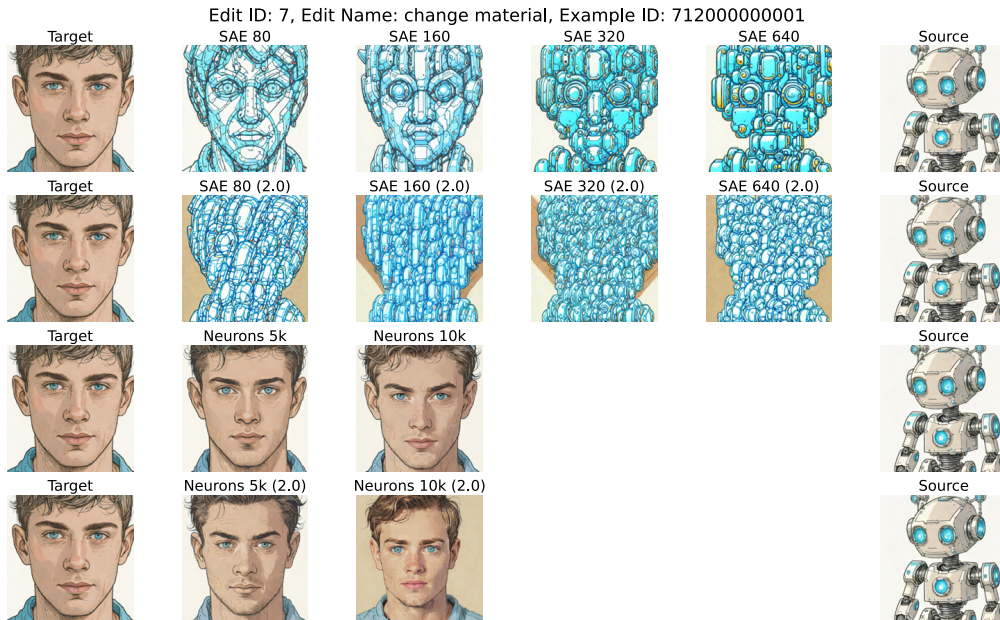 Edit ID: 7, Edit Name: change material, Example ID: 712000000001
Target SAE 80 SAE 160 SAE 320 SAE 640 Source
Target SAE 80 (2.0) SAE 160 (2.0) SAE 320 (2.0) SAE 640 (2.0) Source
Target Neurons 5k Neurons 10k Source
Target Neurons 5k (2.0) Neurons 10k (2.0) Source